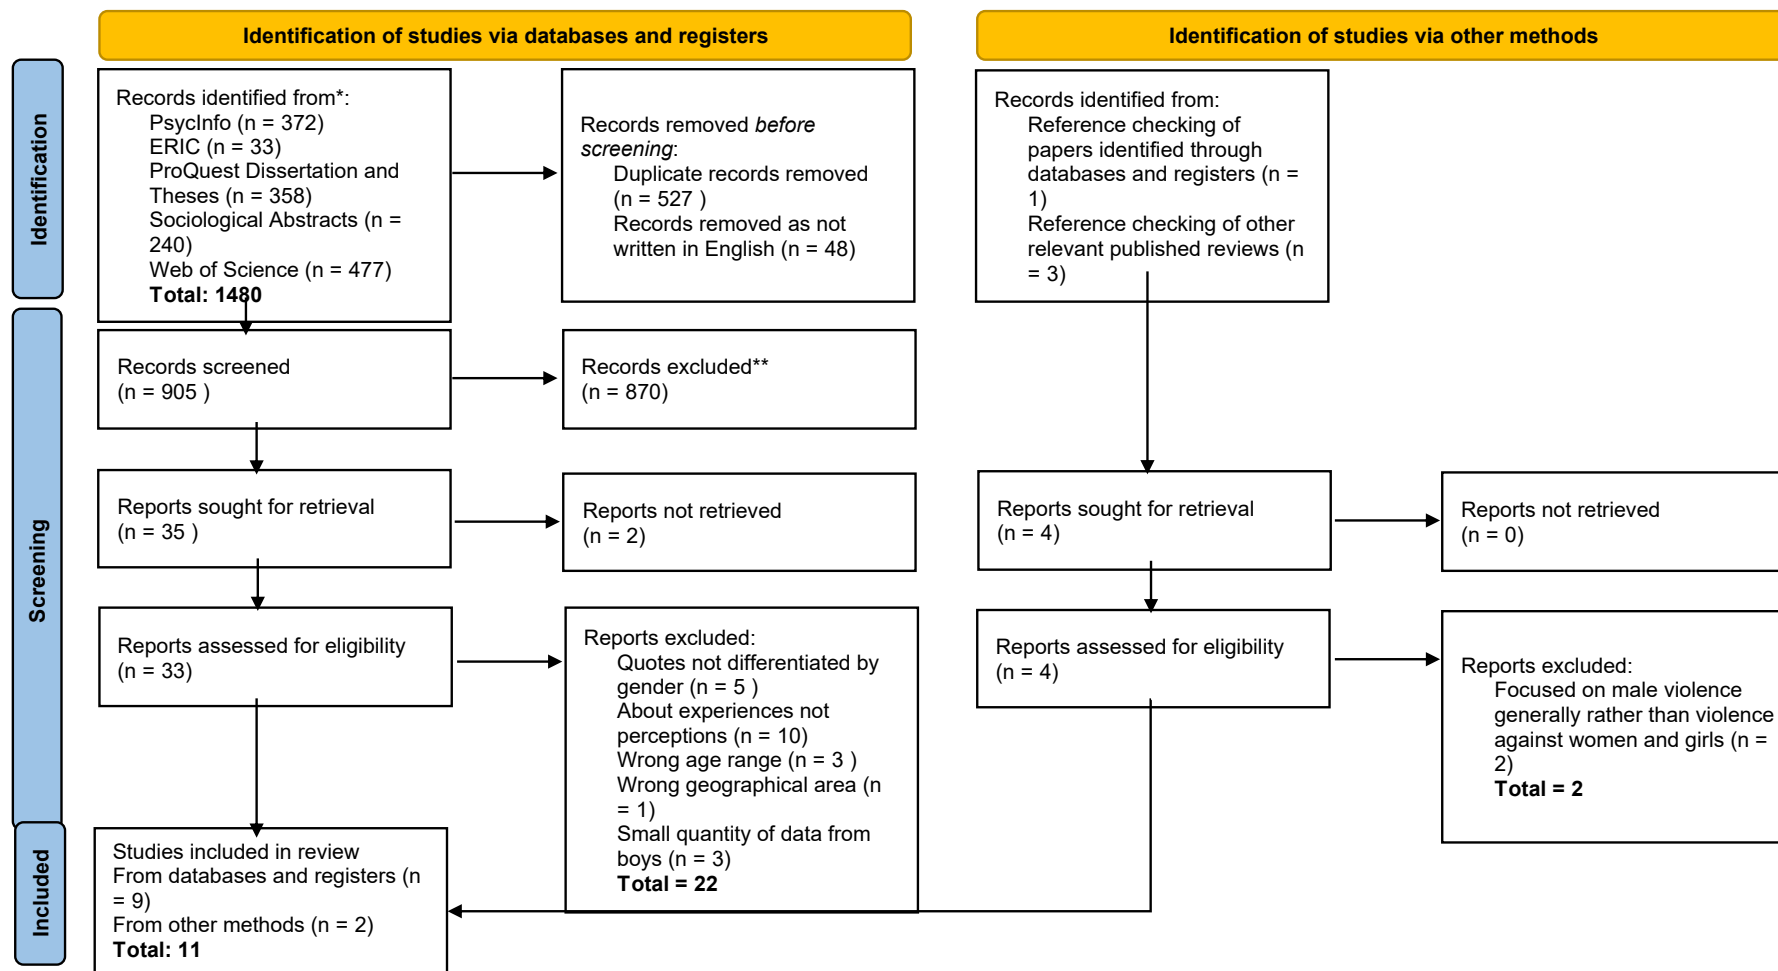 Identification of studies via databases and registers
Identification of studies via other methods
Identification
Records identified from*:
PsycInfo (n = 372)
ERIC (n = 33)
ProQuest Dissertation and
Theses (n = 358)
Sociological Abstracts (n =
240)
Web of Science (n = 477)
Total: 1480
Records removed before
screening:
Duplicate records removed
(n = 527 )
Records removed as not
written in English (n = 48)
Records identified from:
Reference checking of
papers identified through
databases and registers (n =
1)
Reference checking of other
relevant published reviews (n
= 3)
Screening
Records screened
(n = 905 )
Records excluded**
(n = 870)
Reports sought for retrieval
(n = 35 )
Reports not retrieved
(n = 2)
Reports sought for retrieval
(n = 4)
Reports not retrieved
(n = 0)
Reports assessed for eligibility
(n = 33)
Reports excluded:
Quotes not differentiated by
gender (n = 5 )
About experiences not
perceptions (n = 10)
Wrong age range (n = 3 )
Wrong geographical area (n
= 1)
Small quantity of data from
boys (n = 3)
Total = 22
Reports assessed for eligibility
(n = 4)
Reports excluded:
Focused on male violence
generally rather than violence
against women and girls (n =
2)
Total = 2
Included
Studies included in review
From databases and registers (n
= 9)
From other methods (n = 2)
Total: 11